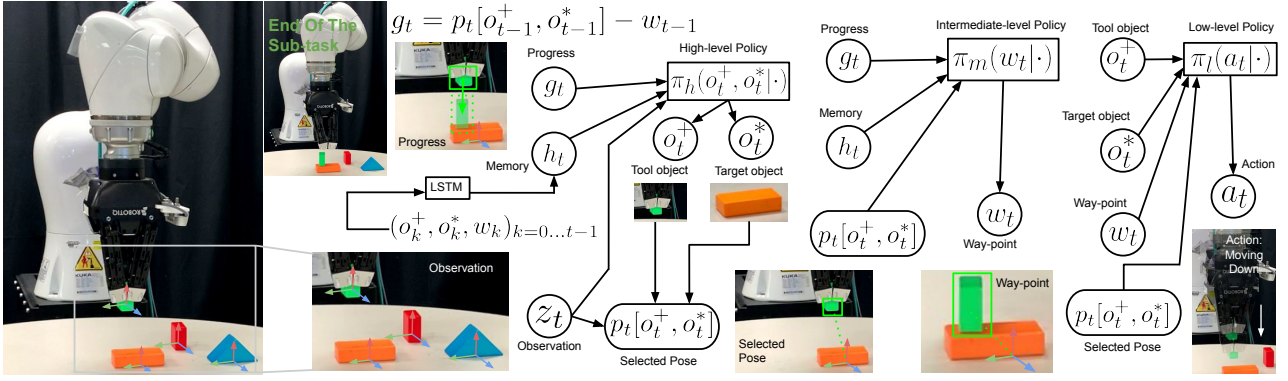 End Of The
Sub-task
g_t = p_t[o^+_{t-1}, o^*_{t-1}] − w_{t-1}
Progress
g_t
High-level Policy
π_h(o^+_t, o^*_t|·)
Progress
Memory
h_t
o^+_t
o^*_t
Tool object
Target object
LSTM
(o^+_k, o^*_k, w_k)_{k=0...t−1}
Observation
z_t
Observation
p_t[o^+_t, o^*_t]
Selected Pose
Selected
Pose
Progress
g_t
Intermediate-level Policy
π_m(w_t|·)
Memory
h_t
p_t[o^+_t, o^*_t]
w_t
Way-point
Way-point
Tool object
o^+_t
Low-level Policy
π_l(a_t|·)
Target object
o^*_t
Action
a_t
Way-point
w_t
p_t[o^+_t, o^*_t]
Selected Pose
Action:
Moving
Down
KUKA
ROBOTIQ